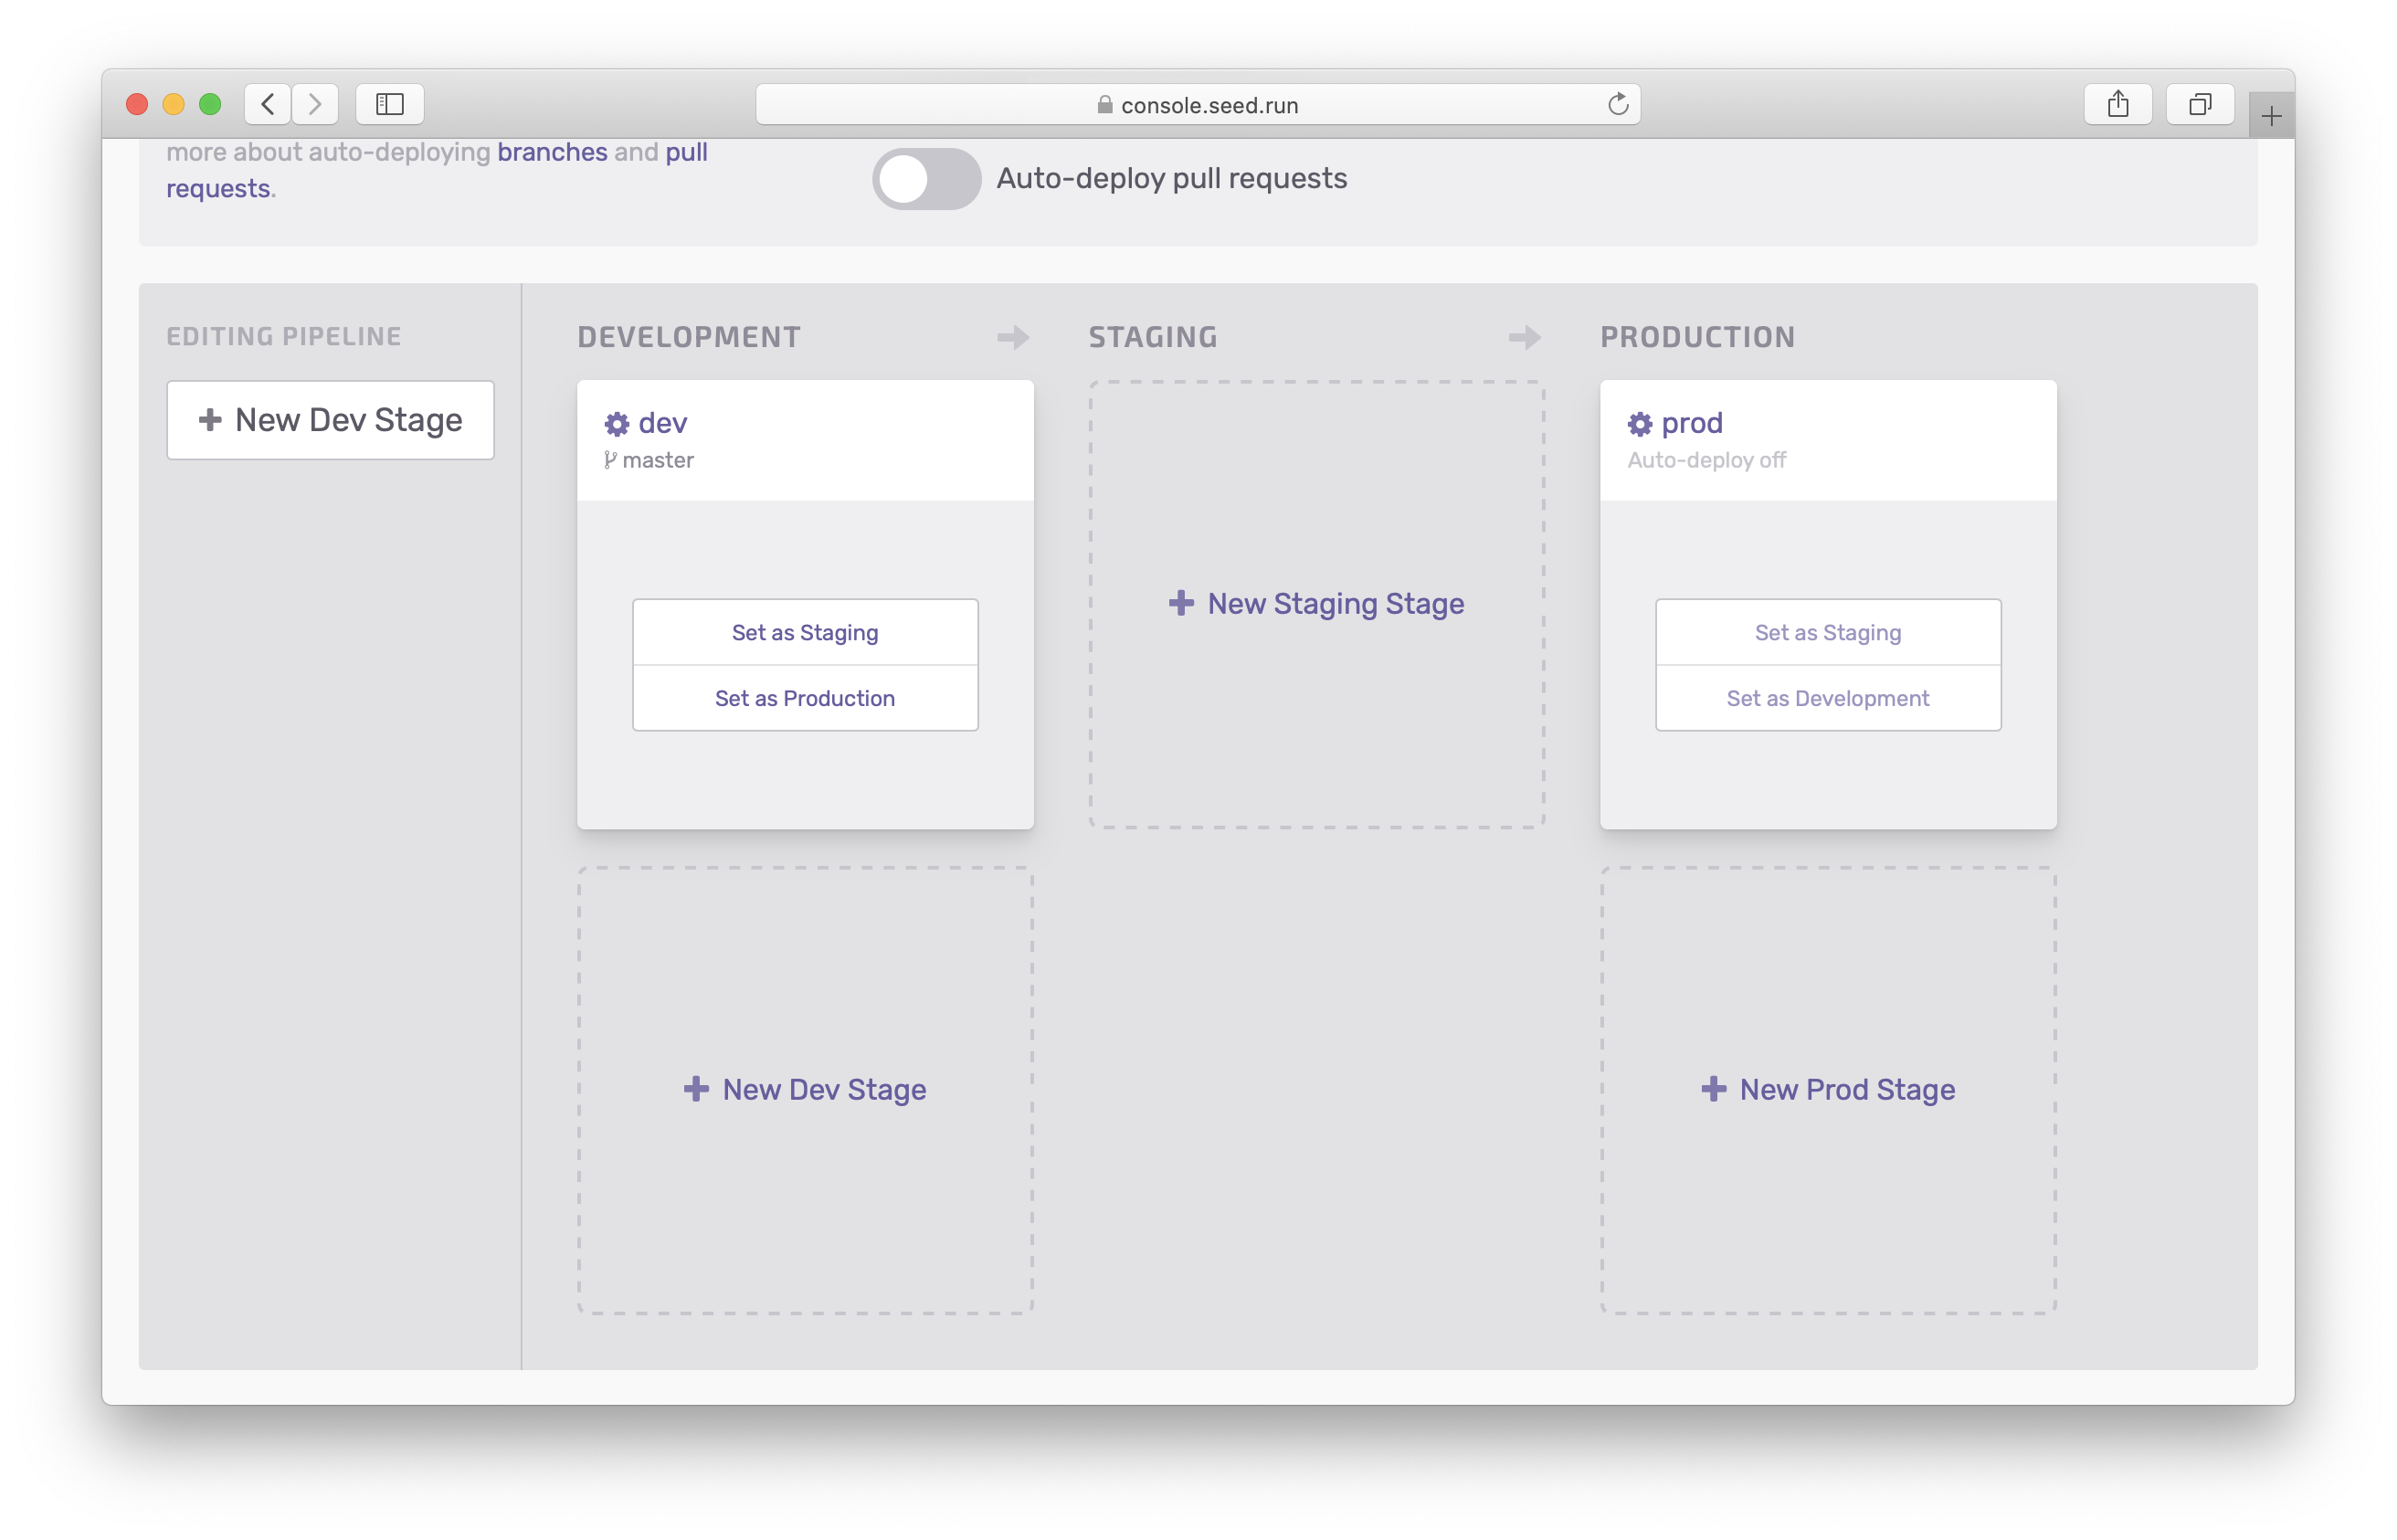 console.seed.run
more about auto-deploying branches and pull
requests.
Auto-deploy pull requests
EDITING PIPELINE
New Dev Stage
DEVELOPMENT
dev
master
Set as Staging
Set as Production
New Dev Stage
STAGING
New Staging Stage
PRODUCTION
prod
Auto-deploy off
Set as Staging
Set as Development
New Prod Stage